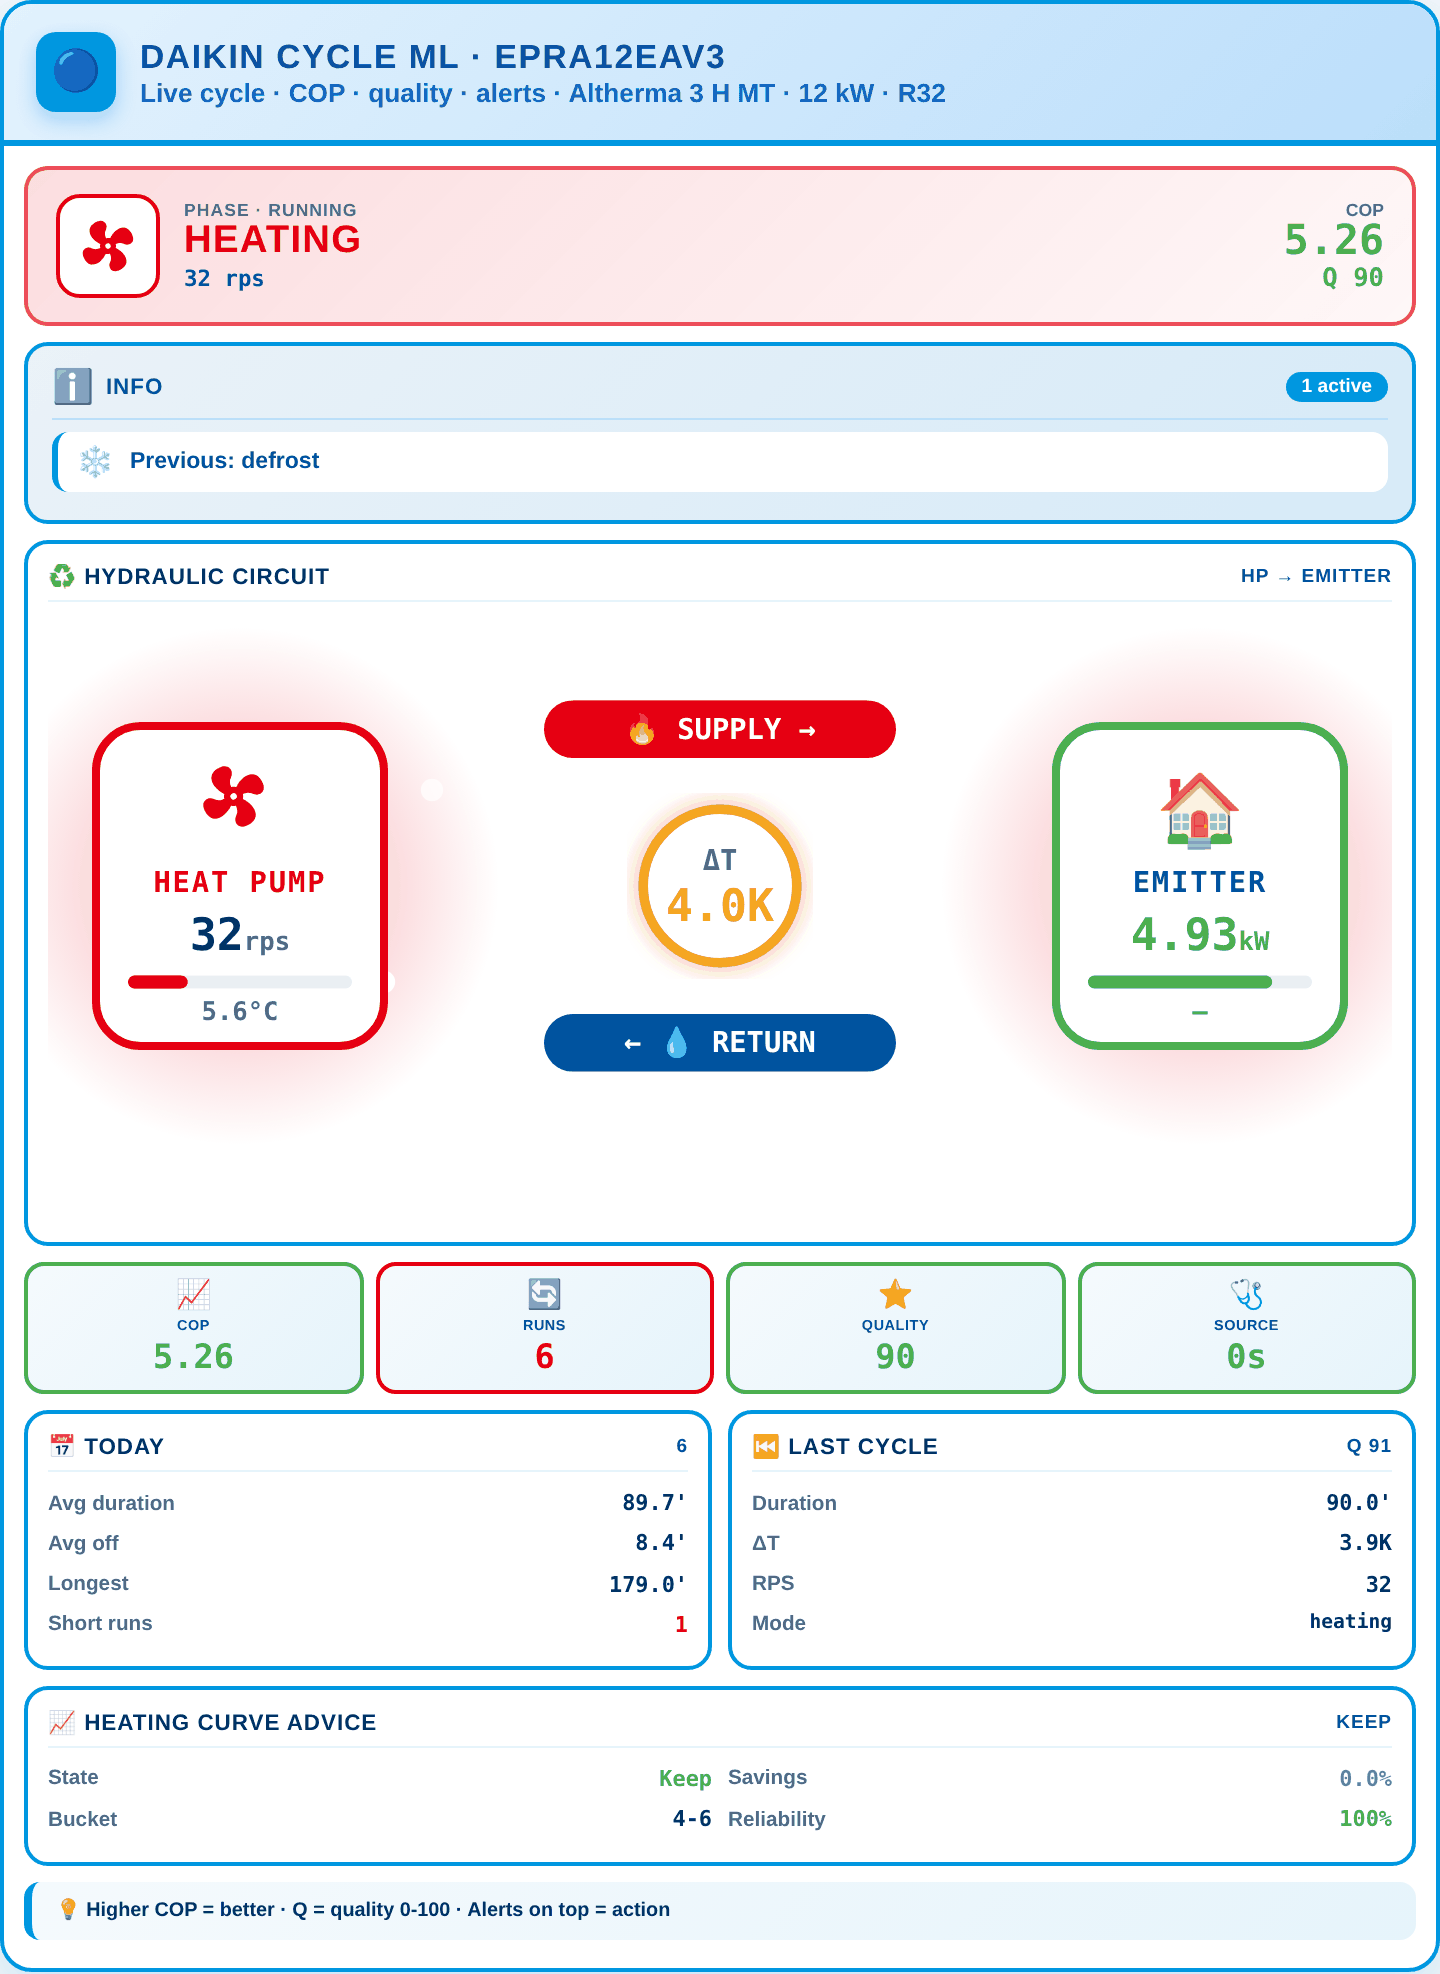 DAIKIN CYCLE ML · EPRA12EAV3
Live cycle · COP · quality · alerts · Altherma 3 H MT · 12 kW · R32
PHASE · RUNNING
HEATING
32 rps
COP
5.26
Q 90
INFO
1 active
Previous: defrost
HYDRAULIC CIRCUIT
HP → EMITTER
SUPPLY →
HEAT PUMP
32rps
5.6°C
ΔT
4.0K
EMITTER
4.93kW
—
← RETURN
COP
5.26
RUNS
6
QUALITY
90
SOURCE
0s
TODAY
6
Avg duration 89.7'
Avg off 8.4'
Longest 179.0'
Short runs 1
LAST CYCLE
Q 91
Duration 90.0'
ΔT 3.9K
RPS 32
Mode heating
HEATING CURVE ADVICE
KEEP
State Keep
Savings 0.0%
Bucket 4-6
Reliability 100%
Higher COP = better · Q = quality 0-100 · Alerts on top = action